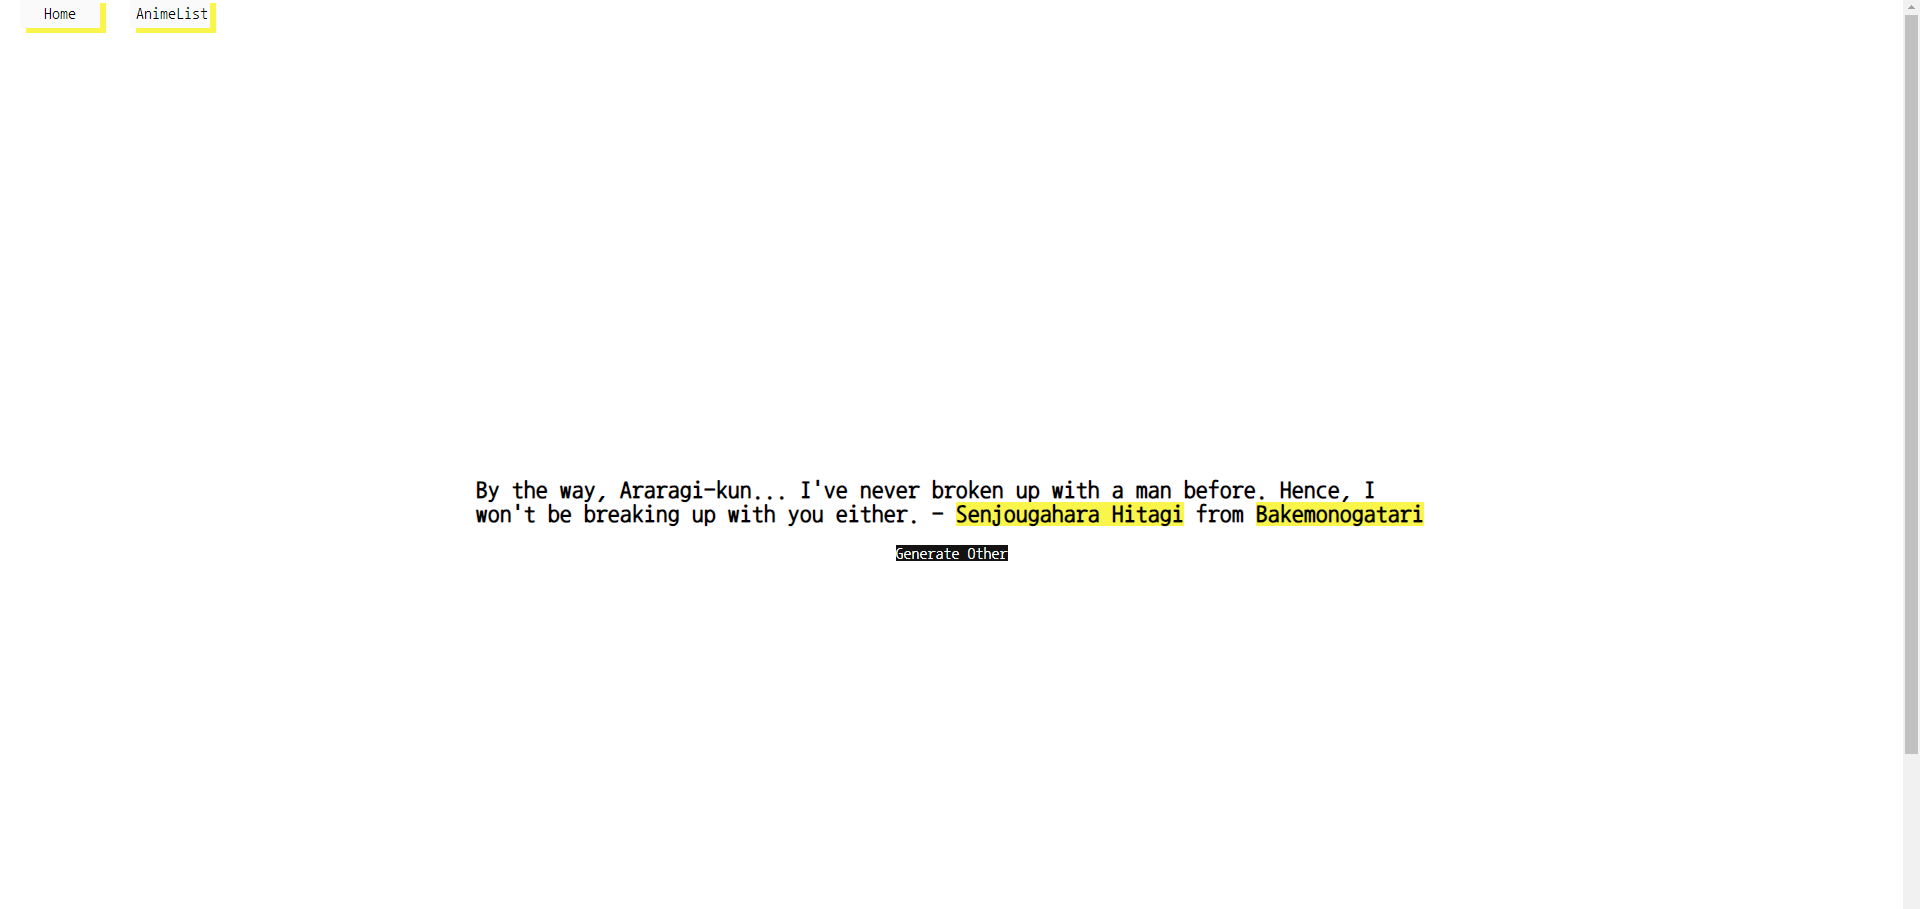 Home AnimeList
By the way, Araragi-kun... I've never broken up with a man before. Hence, I
won't be breaking up with you either. - Senjougahara Hitagi from Bakemonogatari
Generate Other